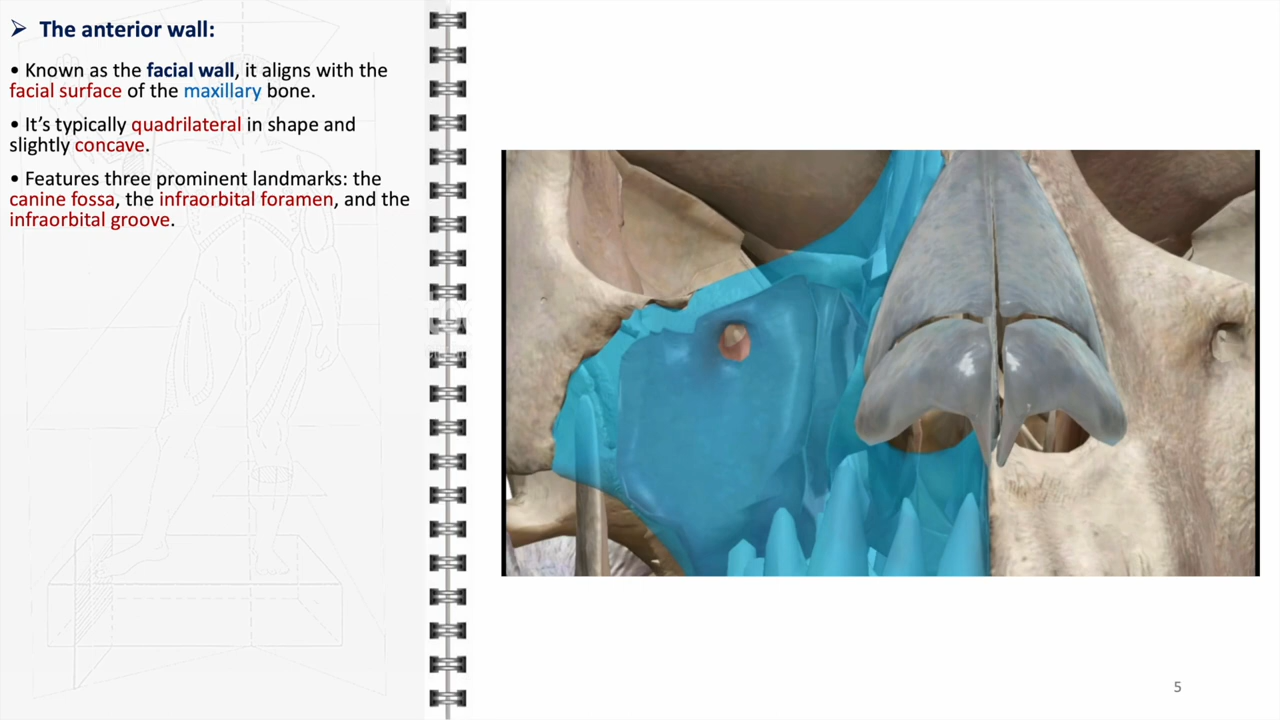 ➢ The anterior wall:
• Known as the facial wall, it aligns with the
facial surface of the maxillary bone.
• It’s typically quadrilateral in shape and
slightly concave.
• Features three prominent landmarks: the
canine fossa, the infraorbital foramen, and the
infraorbital groove.
5